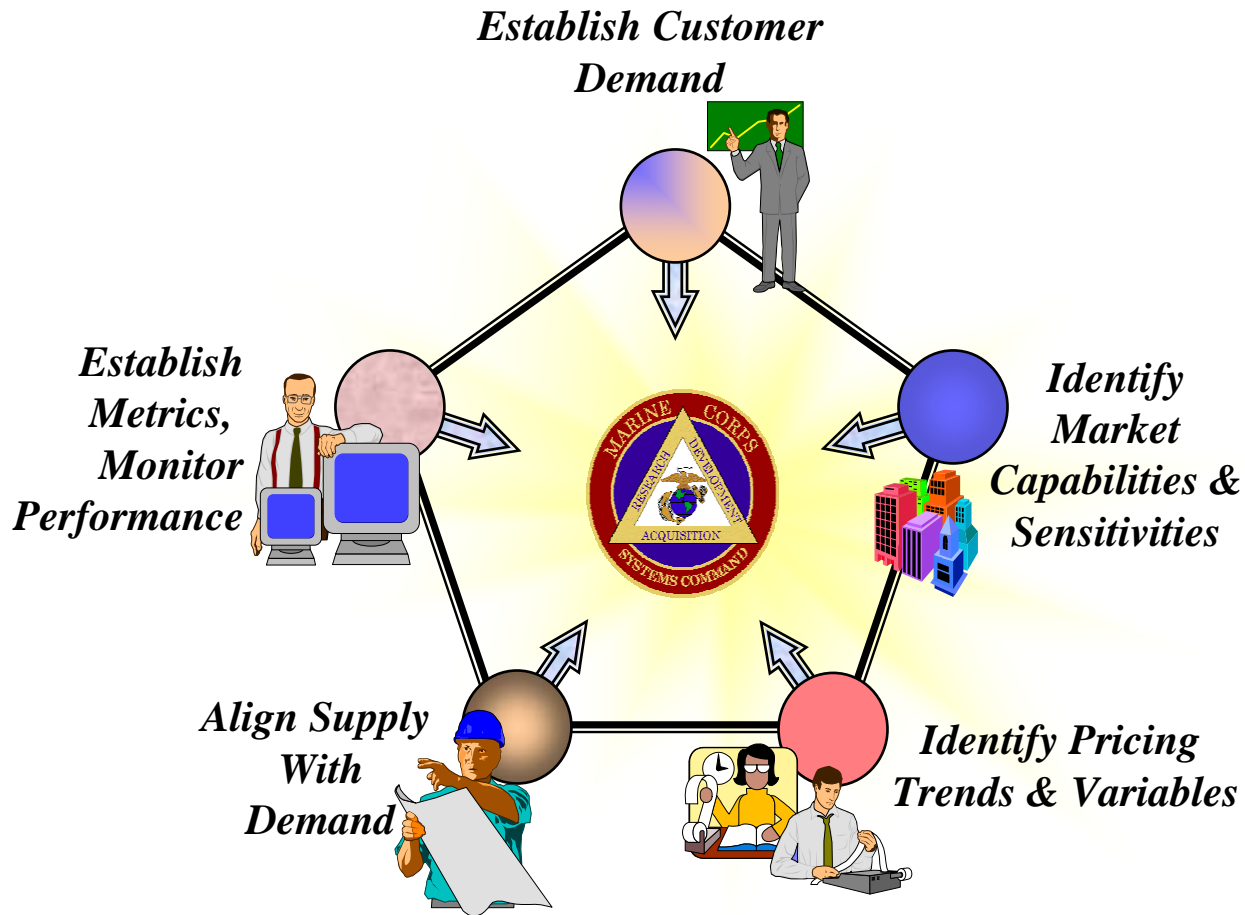 Establish Customer
Demand
Establish
Metrics,
Monitor
Performance
Identify
Market
Capabilities &
Sensitivities
MARINE CORPS
RESEARCH
DEVELOPMENT
ACQUISITION
SYSTEMS COMMAND
Align Supply
With
Demand
Identify Pricing
Trends & Variables